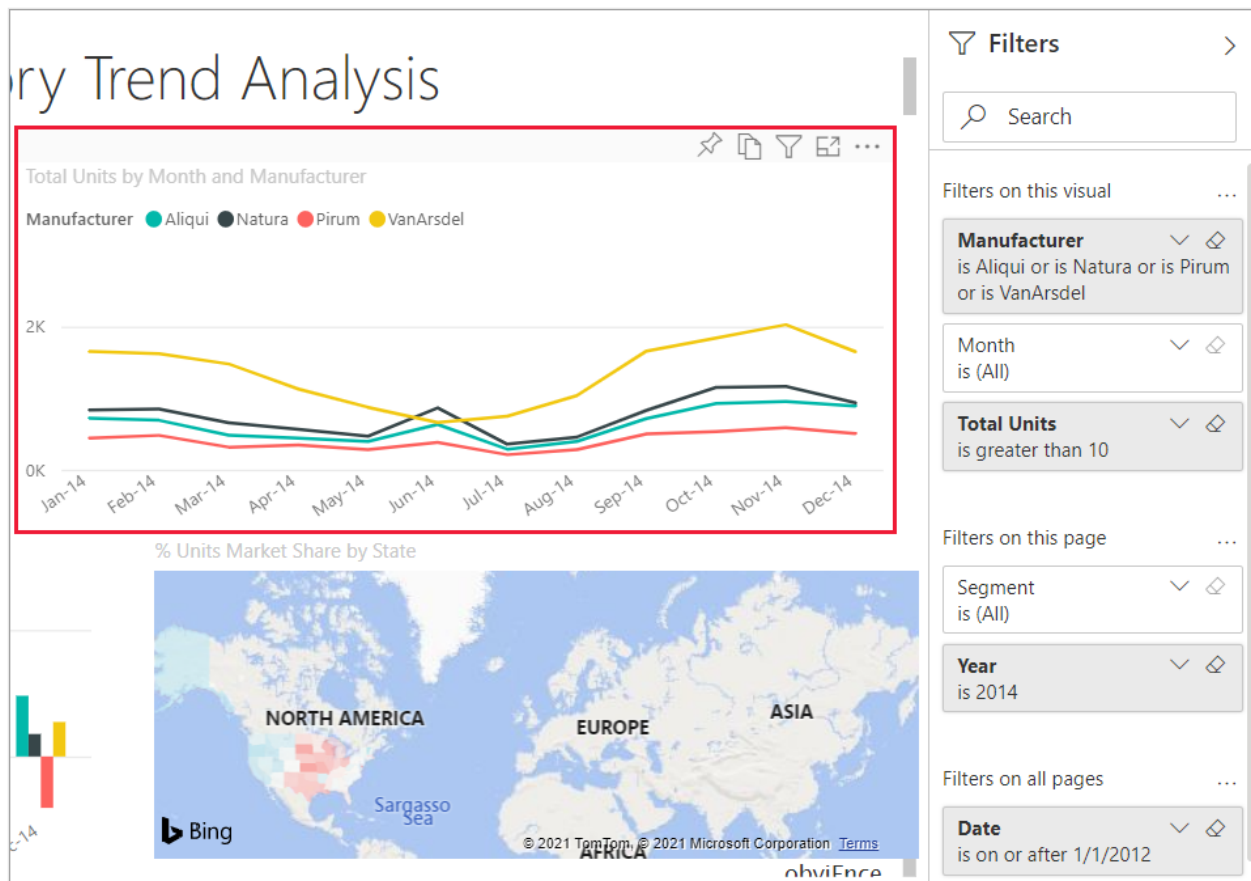 ory Trend Analysis
Total Units by Month and Manufacturer
Manufacturer Aliqui Natura Pirum VanArsdel
2K
0K
Jan-14 Feb-14 Mar-14 Apr-14 May-14 Jun-14 Jul-14 Aug-14 Sep-14 Oct-14 Nov-14 Dec-14
% Units Market Share by State
NORTH AMERICA
EUROPE
ASIA
Sargasso
Sea
AFRICA
Bing
© 2021 TomTom, © 2021 Microsoft Corporation Terms
obviEnce
c-14
Filters
Search
Filters on this visual ...
Manufacturer
is Aliqui or is Natura or is Pirum
or is VanArsdel
Month
is (All)
Total Units
is greater than 10
Filters on this page ...
Segment
is (All)
Year
is 2014
Filters on all pages ...
Date
is on or after 1/1/2012